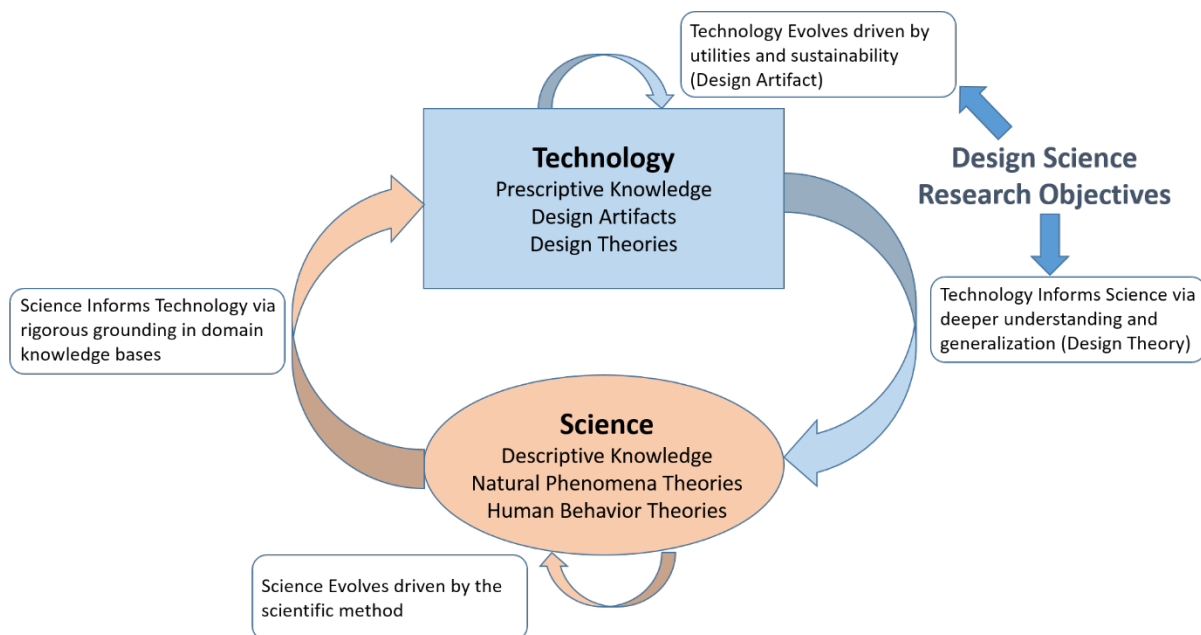 Technology Evolves driven by
utilities and sustainability
(Design Artifact)
Technology
Prescriptive Knowledge
Design Artifacts
Design Theories
Design Science
Research Objectives
Science Informs Technology via
rigorous grounding in domain
knowledge bases
Technology Informs Science via
deeper understanding and
generalization (Design Theory)
Science
Descriptive Knowledge
Natural Phenomena Theories
Human Behavior Theories
Science Evolves driven by the
scientific method